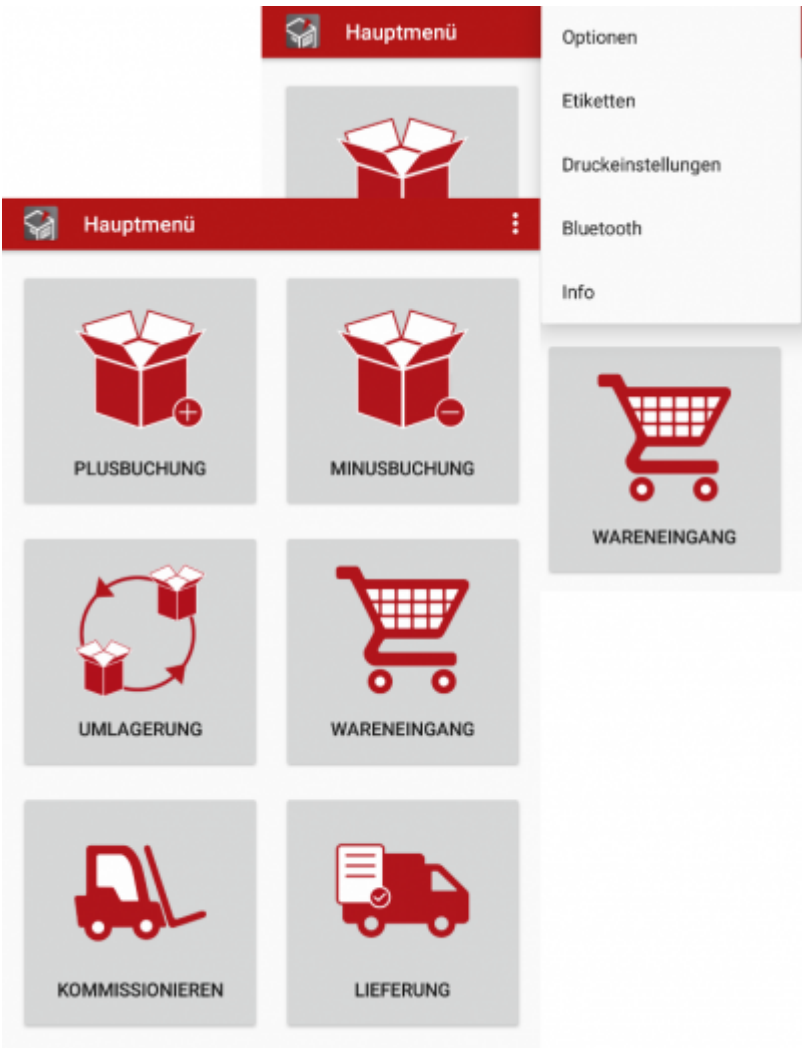 Hauptmenü
Optionen
Etiketten
Druckeinstellungen
Bluetooth
Info
Hauptmenü
PLUSBUCHUNG
MINUSBUCHUNG
WARENEINGANG
UMLAGERUNG
WARENEINGANG
KOMMISSIONIEREN
LIEFERUNG